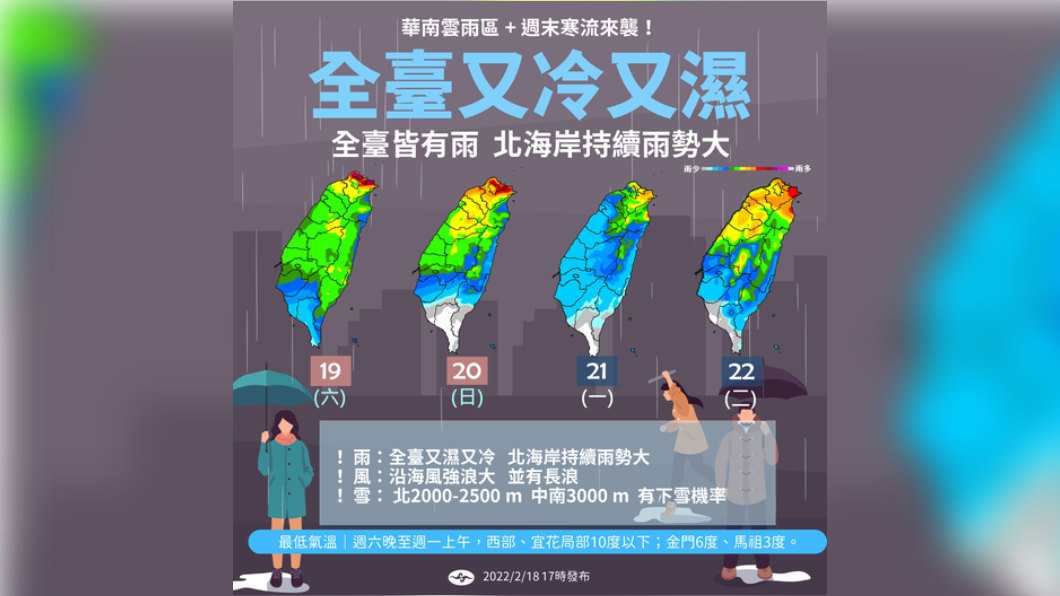 華南雲雨區 + 週末寒流來襲！
全臺又冷又濕
全臺皆有雨 北海岸持續雨勢大
雨少 雨多
19 20 21 22
(六) (日) (一) (二)
！雨：全臺又濕又冷 北海岸持續雨勢大
！風：沿海風強浪大 並有長浪
！雪： 北2000-2500 m 中南3000 m 有下雪機率
最低氣溫｜週六晚至週一上午，西部、宜花局部10度以下；金門6度、馬祖3度。
2022/2/18 17時發布